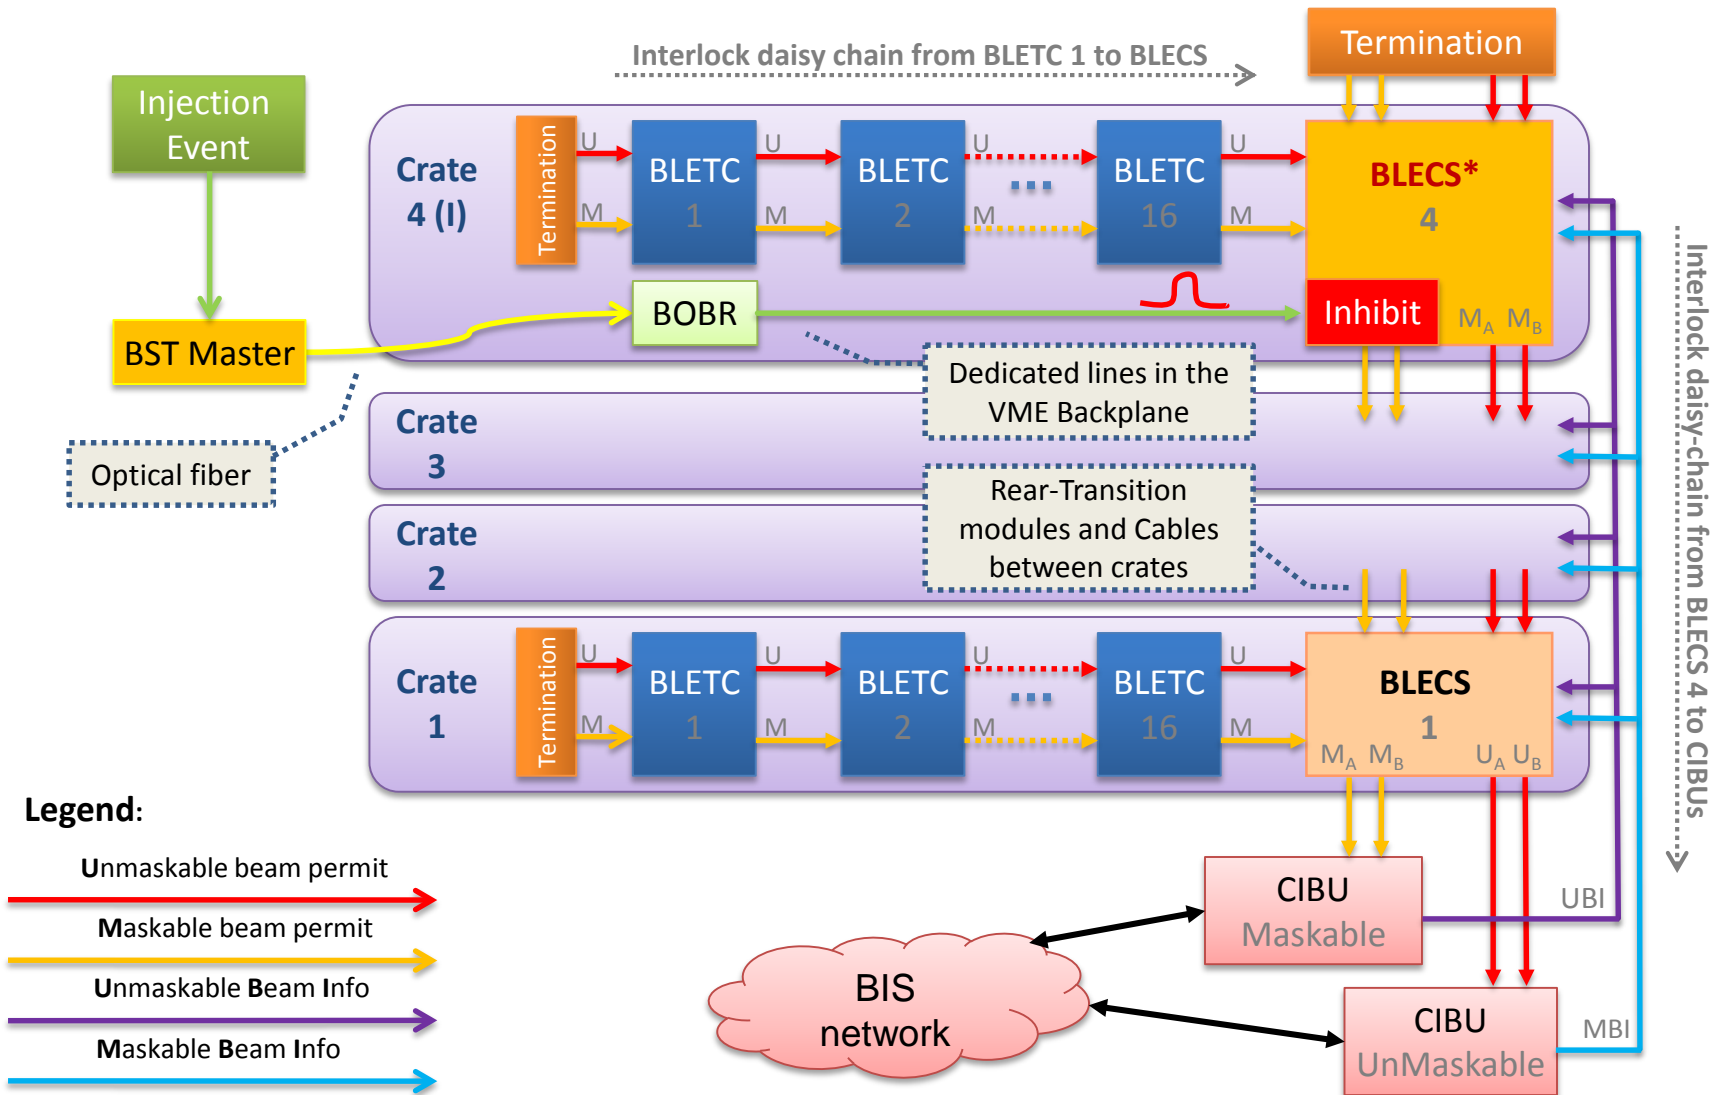 Interlock daisy chain from BLETC 1 to BLECS
Termination
Injection
Event
BST Master
Optical fiber
Crate
4 (I)
Termination
U
M
BLETC
1
U
M
BLETC
2
U
...
M
BLETC
16
U
M
BLECS*
4
BOBR
Inhibit
MA MB
Dedicated lines in the
VME Backplane
Crate
3
Rear-Transition
modules and Cables
between crates
Crate
2
Crate
1
Termination
U
M
BLETC
1
U
M
BLETC
2
U
...
M
BLETC
16
U
M
BLECS
1
MA MB
UA UB
Interlock daisy-chain from BLECS 4 to CIBUs
Legend:
Unmaskable beam permit
Maskable beam permit
Unmaskable Beam Info
Maskable Beam Info
CIBU
Maskable
UBI
BIS
network
CIBU
UnMaskable
MBI